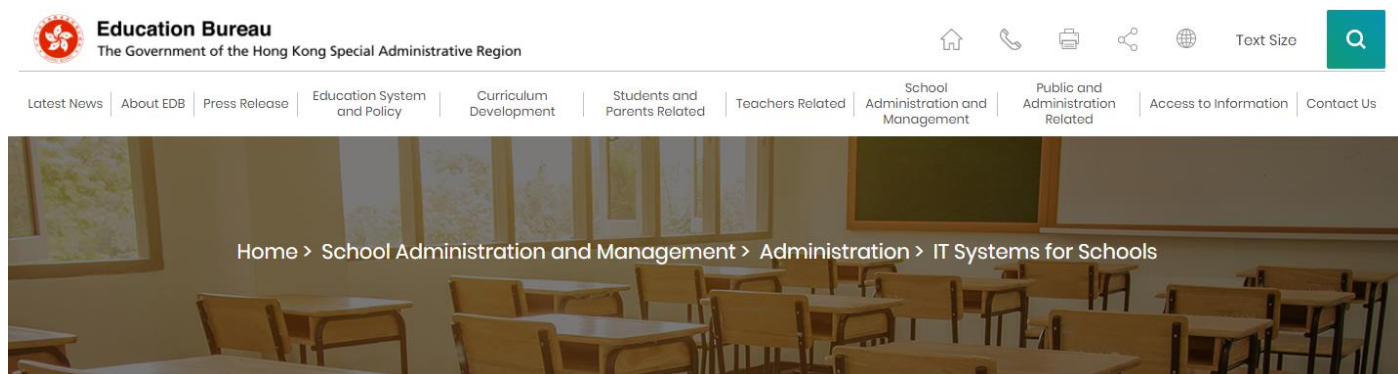 Education Bureau
The Government of the Hong Kong Special Administrative Region
Text Size
Latest News
About EDB
Press Release
Education System
and Policy
Curriculum
Development
Students and
Parents Related
Teachers Related
School
Administration and
Management
Public and
Administration
Related
Access to Information
Contact Us
Home > School Administration and Management > Administration > IT Systems for Schools